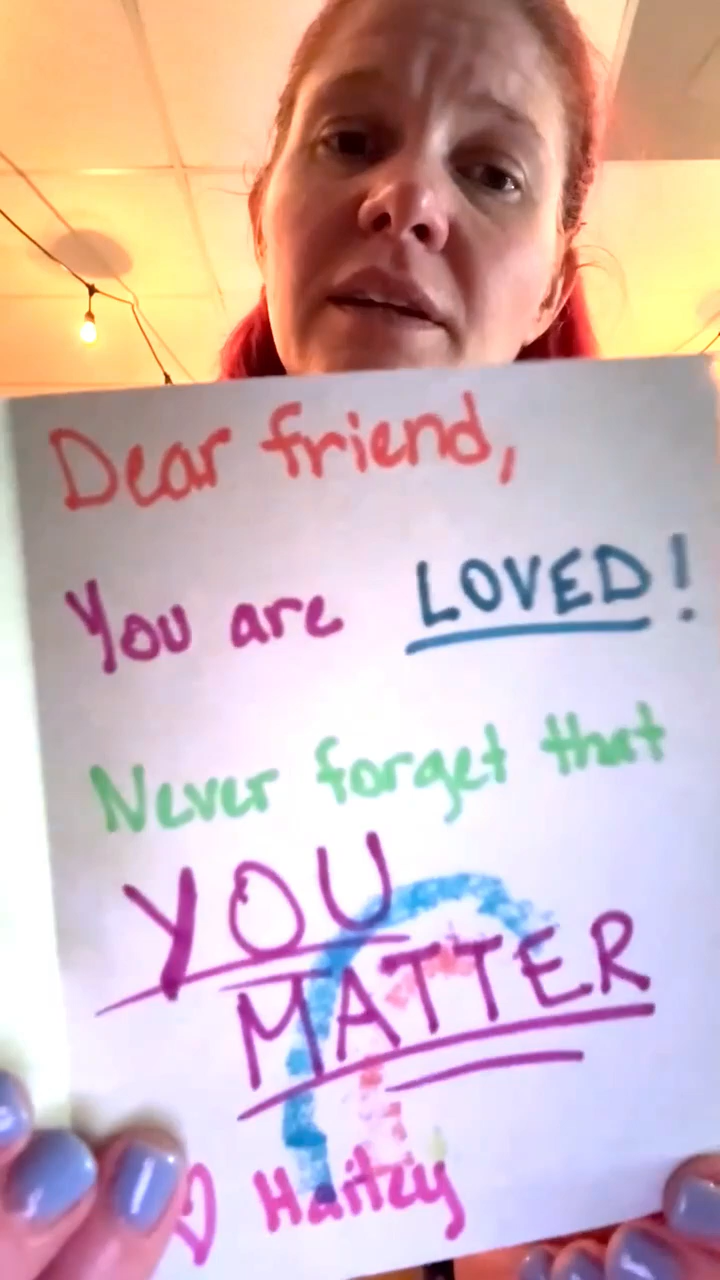 Dear friend,
You are LOVED!
Never forget that
YOU
MATTER
♡ Haitzy